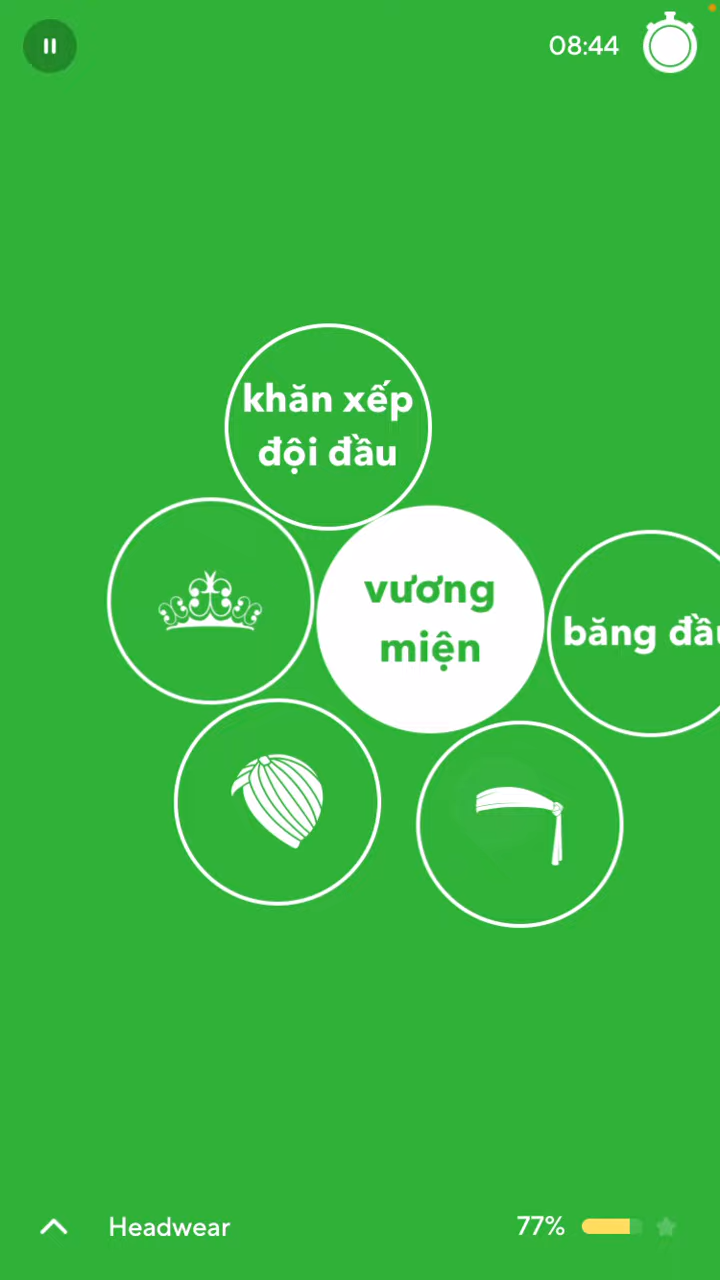 08:44
khăn xếp
đội đầu
vương
miện
băng đầu
Headwear
77%